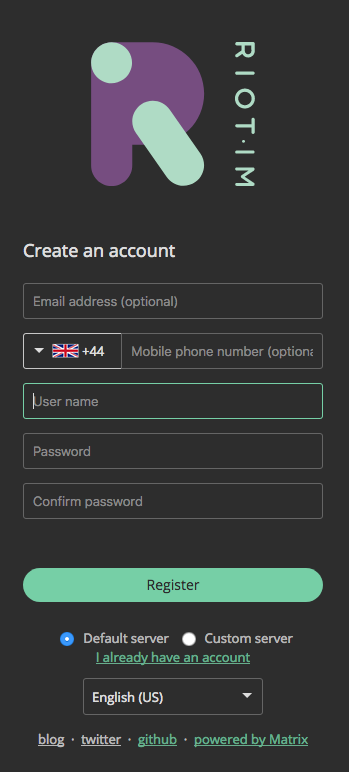 RIOT·IM
Create an account
Email address (optional)
+44
Mobile phone number (optiona
User name
Password
Confirm password
Register
Default server
Custom server
I already have an account
English (US)
blog · twitter · github · powered by Matrix